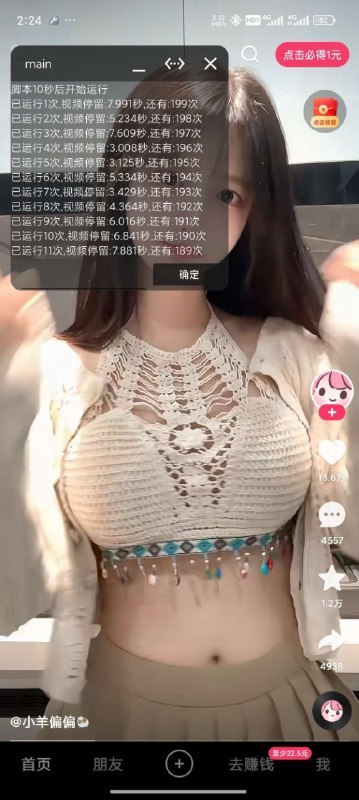 2:24
3.12
MB/s
HD
4G
4G
52
main
点击必得1元
脚本10秒后开始运行
已运行1次,视频停留:7.991秒,还有:199次
已运行2次,视频停留:5.234秒,还有:198次
已运行3次,视频停留:7.609秒,还有:197次
已运行4次,视频停留:3.008秒,还有:196次
已运行5次,视频停留:3.125秒,还有:195次
已运行6次,视频停留:5.334秒,还有:194次
已运行7次,视频停留:3.429秒,还有:193次
已运行8次,视频停留:4.364秒,还有:192次
已运行9次,视频停留:6.016秒,还有:191次
已运行10次,视频停留:6.841秒,还有:190次
已运行11次,视频停留:7.881秒,还有:189次
确定
13.6万
4557
1.2万
4938
@小羊偏偏
至少22.5元
首页
朋友
去赚钱
我